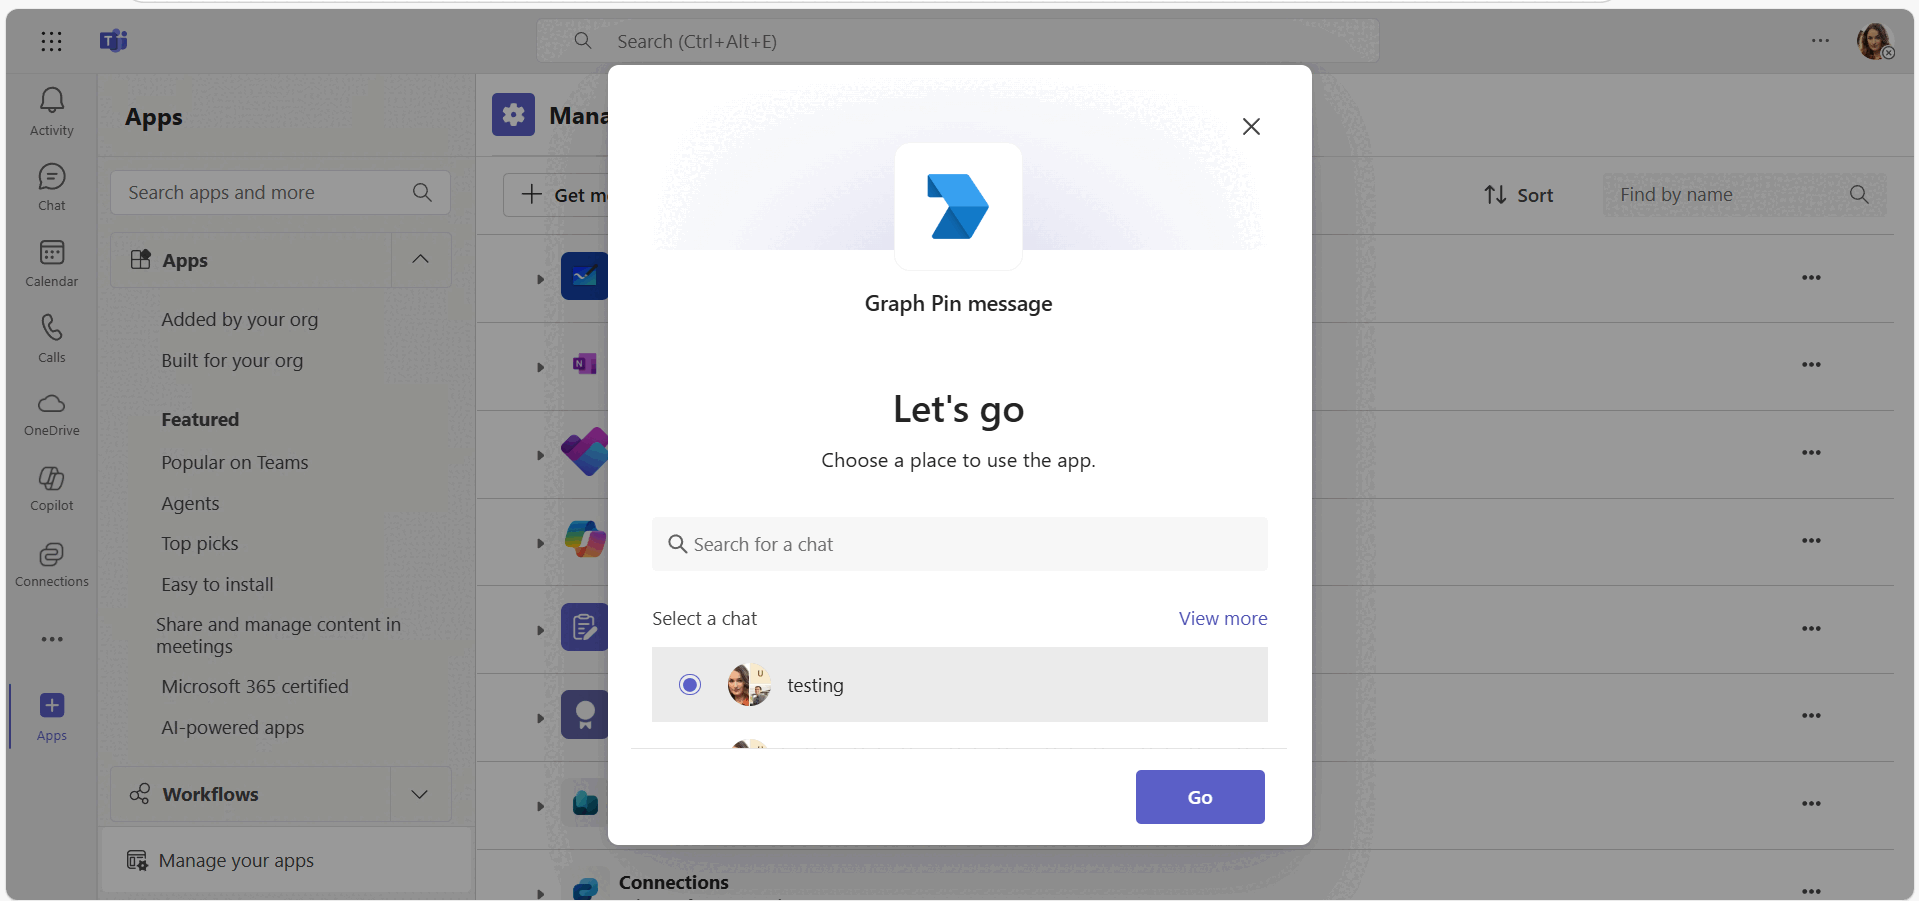 Search (Ctrl+Alt+E)
Activity
Chat
Calendar
Calls
OneDrive
Copilot
Connections
Apps
Apps
Search apps and more
Apps
Added by your org
Built for your org
Featured
Popular on Teams
Agents
Top picks
Easy to install
Share and manage content in
meetings
Microsoft 365 certified
AI-powered apps
Workflows
Manage your apps
Mana
Get m
Sort
Find by name
Connections
Graph Pin message
Let's go
Choose a place to use the app.
Search for a chat
Select a chat
View more
U
testing
Go